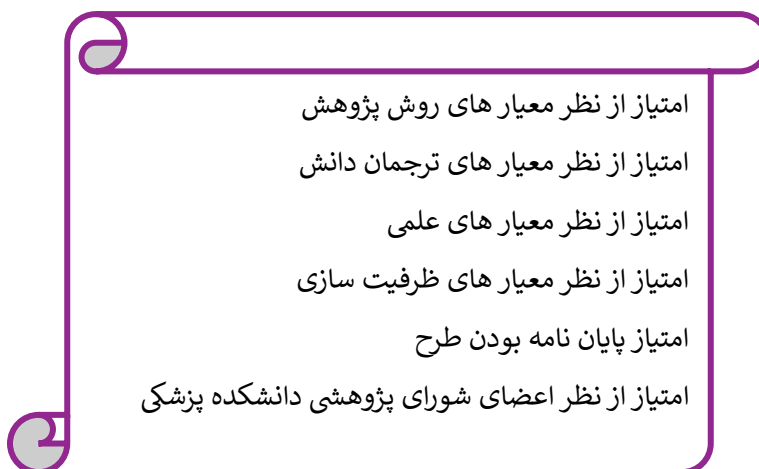 امتیاز از نظر معیار های روش پژوهش
امتیاز از نظر معیار های ترجمان دانش
امتیاز از نظر معیار های علمی
امتیاز از نظر معیار های ظرفیت سازی
امتیاز پایان نامه بودن طرح
امتیاز از نظر اعضای شورای پژوهشی دانشکده پزشکی